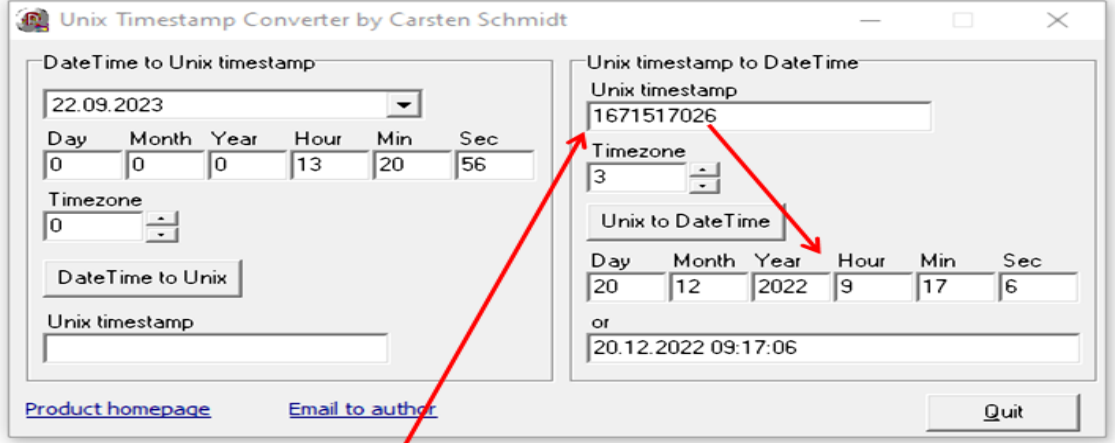 Unix Timestamp Converter by Carsten Schmidt
DateTime to Unix timestamp
22.09.2023
Day Month Year Hour Min Sec
0 0 0 13 20 56
Timezone
0
DateTime to Unix
Unix timestamp
Unix timestamp to DateTime
Unix timestamp
1671517026
Timezone
3
Unix to DateTime
Day Month Year Hour Min Sec
20 12 2022 9 17 6
or
20.12.2022 09:17:06
Product homepage Email to author
Quit